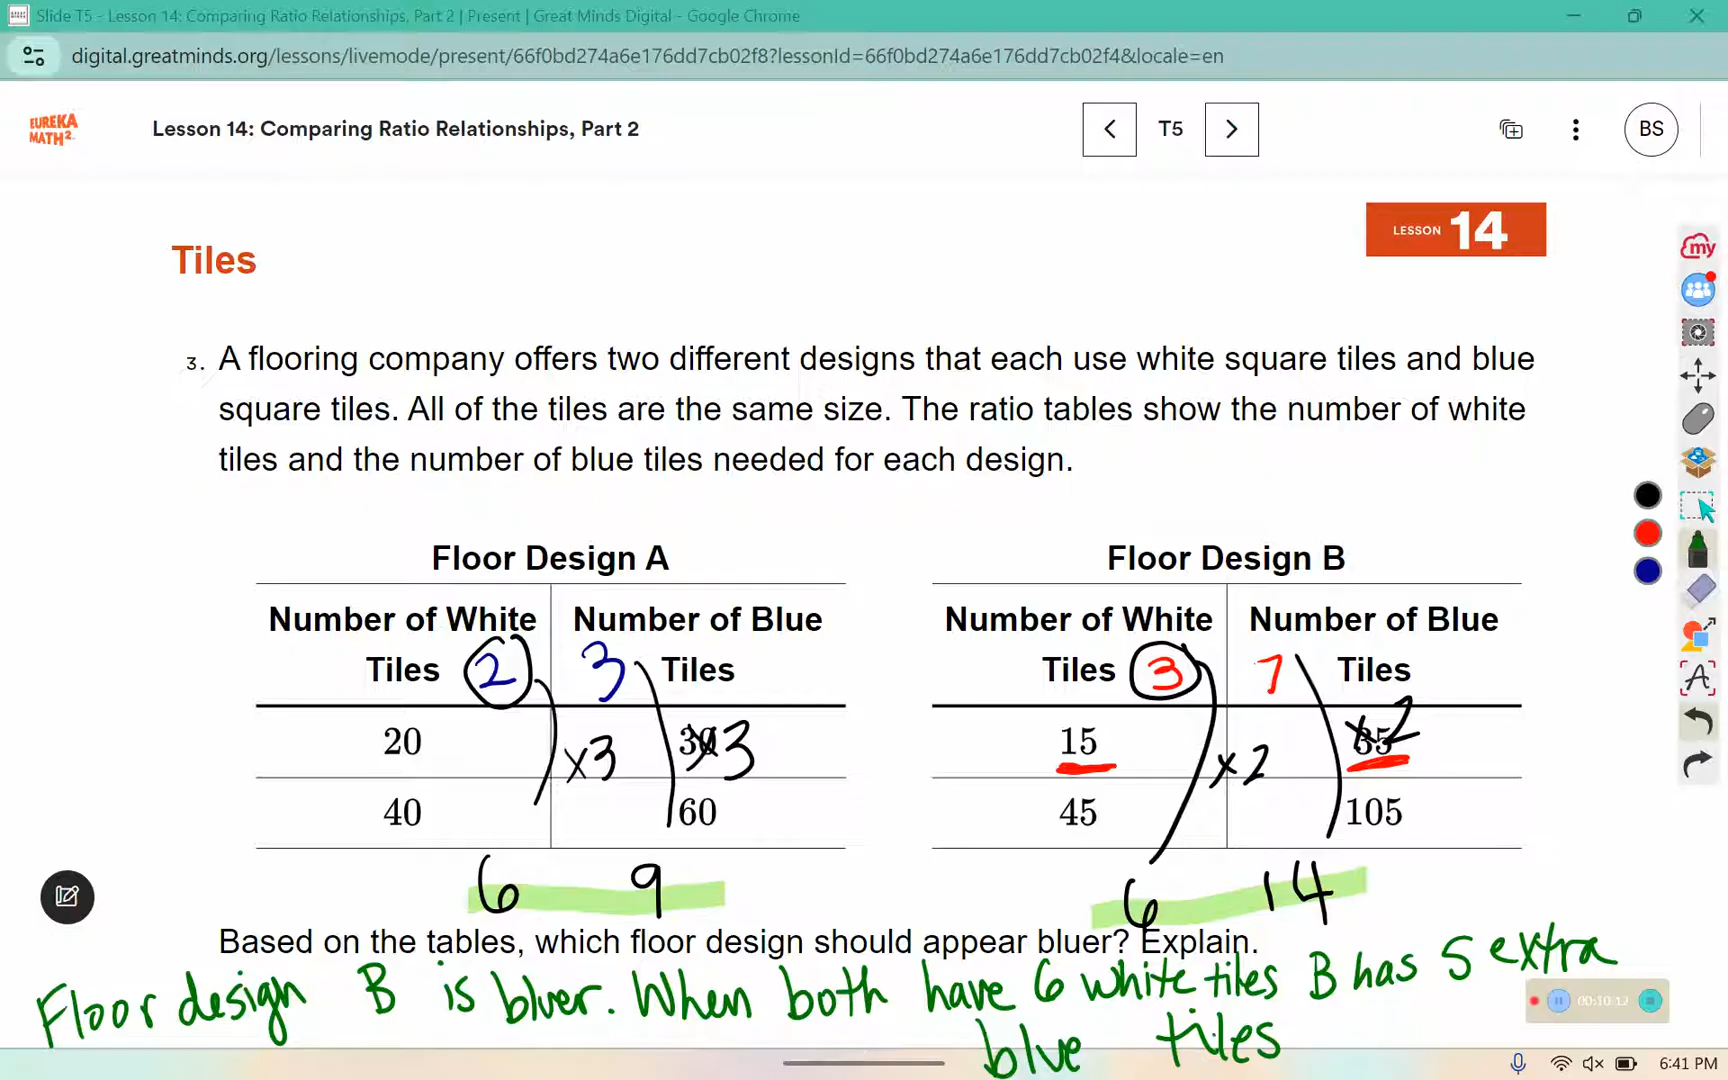 Slide T5 - Lesson 14: Comparing Ratio Relationships, Part 2 | Present | Great Minds Digital - Google Chrome
digital.greatminds.org/lessons/livemode/present/66f0bd274a6e176dd7cb02f8?lessonId=66f0bd274a6e176dd7cb02f4&locale=en
EUREKA
MATH²
Lesson 14: Comparing Ratio Relationships, Part 2
T5
BS
LESSON 14
my
Tiles
3. A flooring company offers two different designs that each use white square tiles and blue
square tiles. All of the tiles are the same size. The ratio tables show the number of white
tiles and the number of blue tiles needed for each design.
Floor Design A
Number of White Tiles 2
Number of Blue Tiles 3
20 30
×3 ×3
40 60
6 9
Floor Design B
Number of White Tiles 3
Number of Blue Tiles 7
15 35
×2 ×2
45 105
6 14
Based on the tables, which floor design should appear bluer? Explain.
Floor design B is bluer. When both have 6 white tiles B has 5 extra
blue tiles
00:10:12
6:41 PM